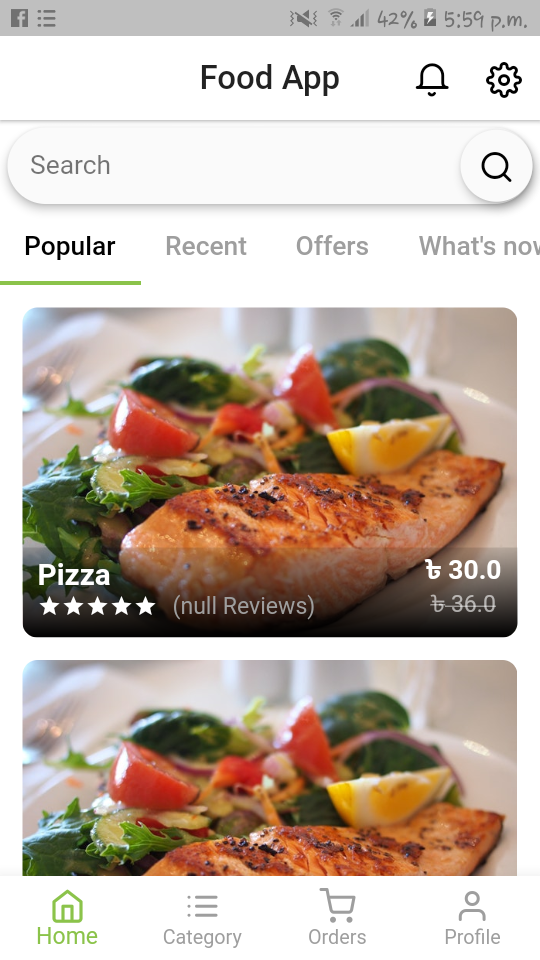 42% 5:59 p.m.
Food App
Search
Popular Recent Offers What's now
Pizza ৳ 30.0
(null Reviews) ৳ 36.0
Home Category Orders Profile